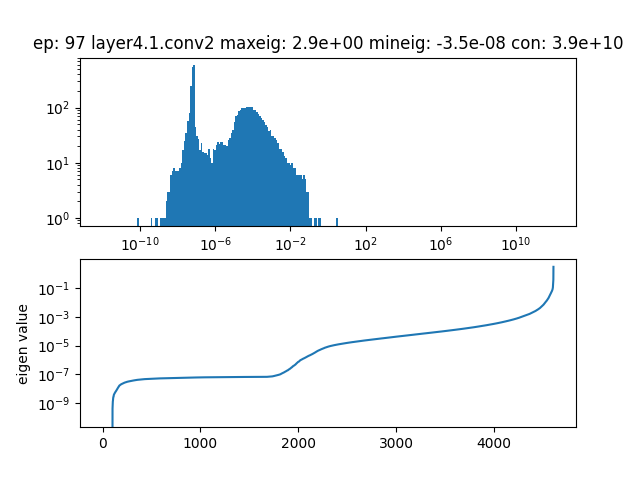 ep: 97 layer4.1.conv2 maxeig: 2.9e+00 mineig: -3.5e-08 con: 3.9e+10
10²
10¹
10⁰
10⁻¹⁰ 10⁻⁶ 10⁻² 10² 10⁶ 10¹⁰
eigen value
10⁻¹
10⁻³
10⁻⁵
10⁻⁷
10⁻⁹
0 1000 2000 3000 4000